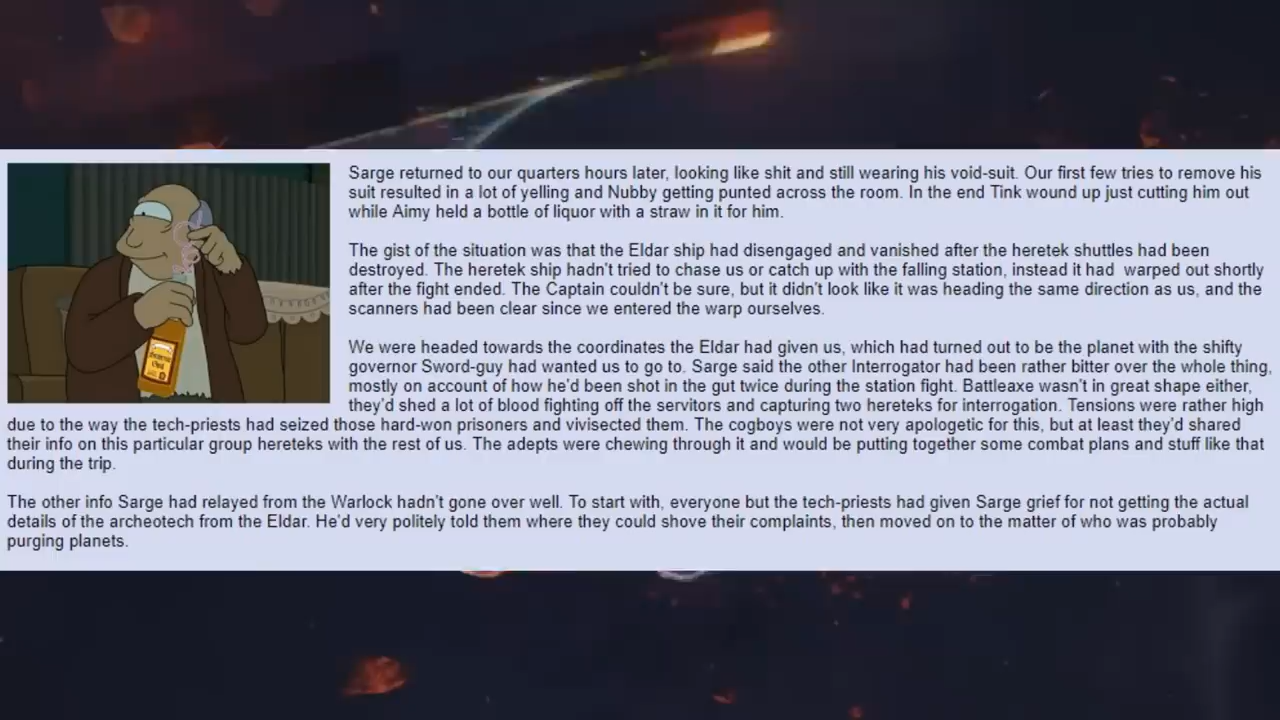 Sarge returned to our quarters hours later, looking like shit and still wearing his void-suit. Our first few tries to remove his
suit resulted in a lot of yelling and Nubby getting punted across the room. In the end Tink wound up just cutting him out
while Aimy held a bottle of liquor with a straw in it for him.
The gist of the situation was that the Eldar ship had disengaged and vanished after the heretek shuttles had been
destroyed. The heretek ship hadn't tried to chase us or catch up with the falling station, instead it had warped out shortly
after the fight ended. The Captain couldn't be sure, but it didn't look like it was heading the same direction as us, and the
scanners had been clear since we entered the warp ourselves.
We were headed towards the coordinates the Eldar had given us, which had turned out to be the planet with the shifty
governor Sword-guy had wanted us to go to. Sarge said the other Interrogator had been rather bitter over the whole thing,
mostly on account of how he'd been shot in the gut twice during the station fight. Battleaxe wasn't in great shape either,
they'd shed a lot of blood fighting off the servitors and capturing two hereteks for interrogation. Tensions were rather high
due to the way the tech-priests had seized those hard-won prisoners and vivisected them. The cogboys were not very apologetic for this, but at least they'd shared
their info on this particular group hereteks with the rest of us. The adepts were chewing through it and would be putting together some combat plans and stuff like that
during the trip.
The other info Sarge had relayed from the Warlock hadn't gone over well. To start with, everyone but the tech-priests had given Sarge grief for not getting the actual
details of the archeotech from the Eldar. He'd very politely told them where they could shove their complaints, then moved on to the matter of who was probably
purging planets.